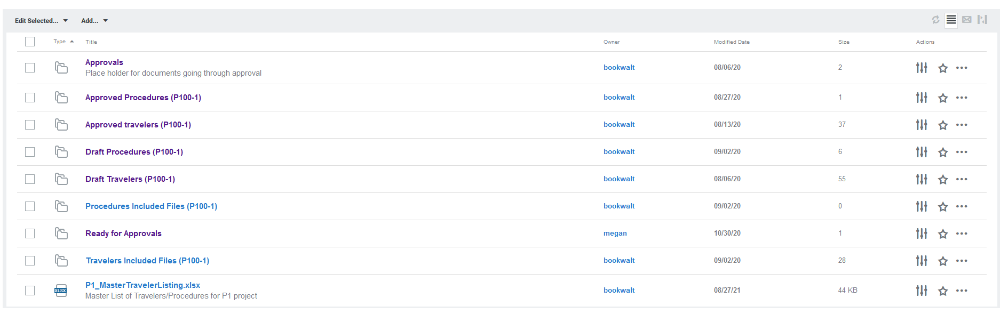 Edit Selected... Add...
Type Title Owner Modified Date Size Actions
Approvals
Place holder for documents going through approval
bookwalt 08/06/20 2
Approved Procedures (P100-1) bookwalt 08/27/20 1
Approved travelers (P100-1) bookwalt 08/13/20 37
Draft Procedures (P100-1) bookwalt 09/02/20 6
Draft Travelers (P100-1) bookwalt 08/06/20 55
Procedures Included Files (P100-1) bookwalt 09/02/20 0
Ready for Approvals megan 10/30/20 1
Travelers Included Files (P100-1) bookwalt 09/02/20 28
P1_MasterTravelerListing.xlsx
XLSX bookwalt 08/27/21 44 KB
Master List of Travelers/Procedures for P1 project